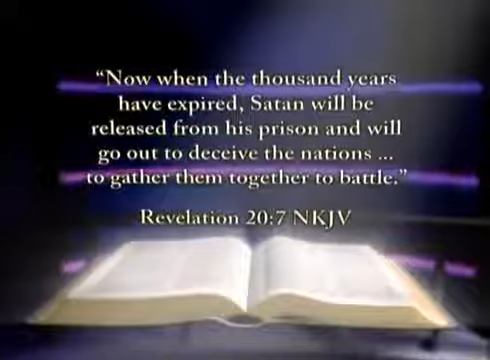 “Now when the thousand years
have expired, Satan will be
released from his prison and will
go out to deceive the nations ...
to gather them together to battle.”
Revelation 20:7 NKJV